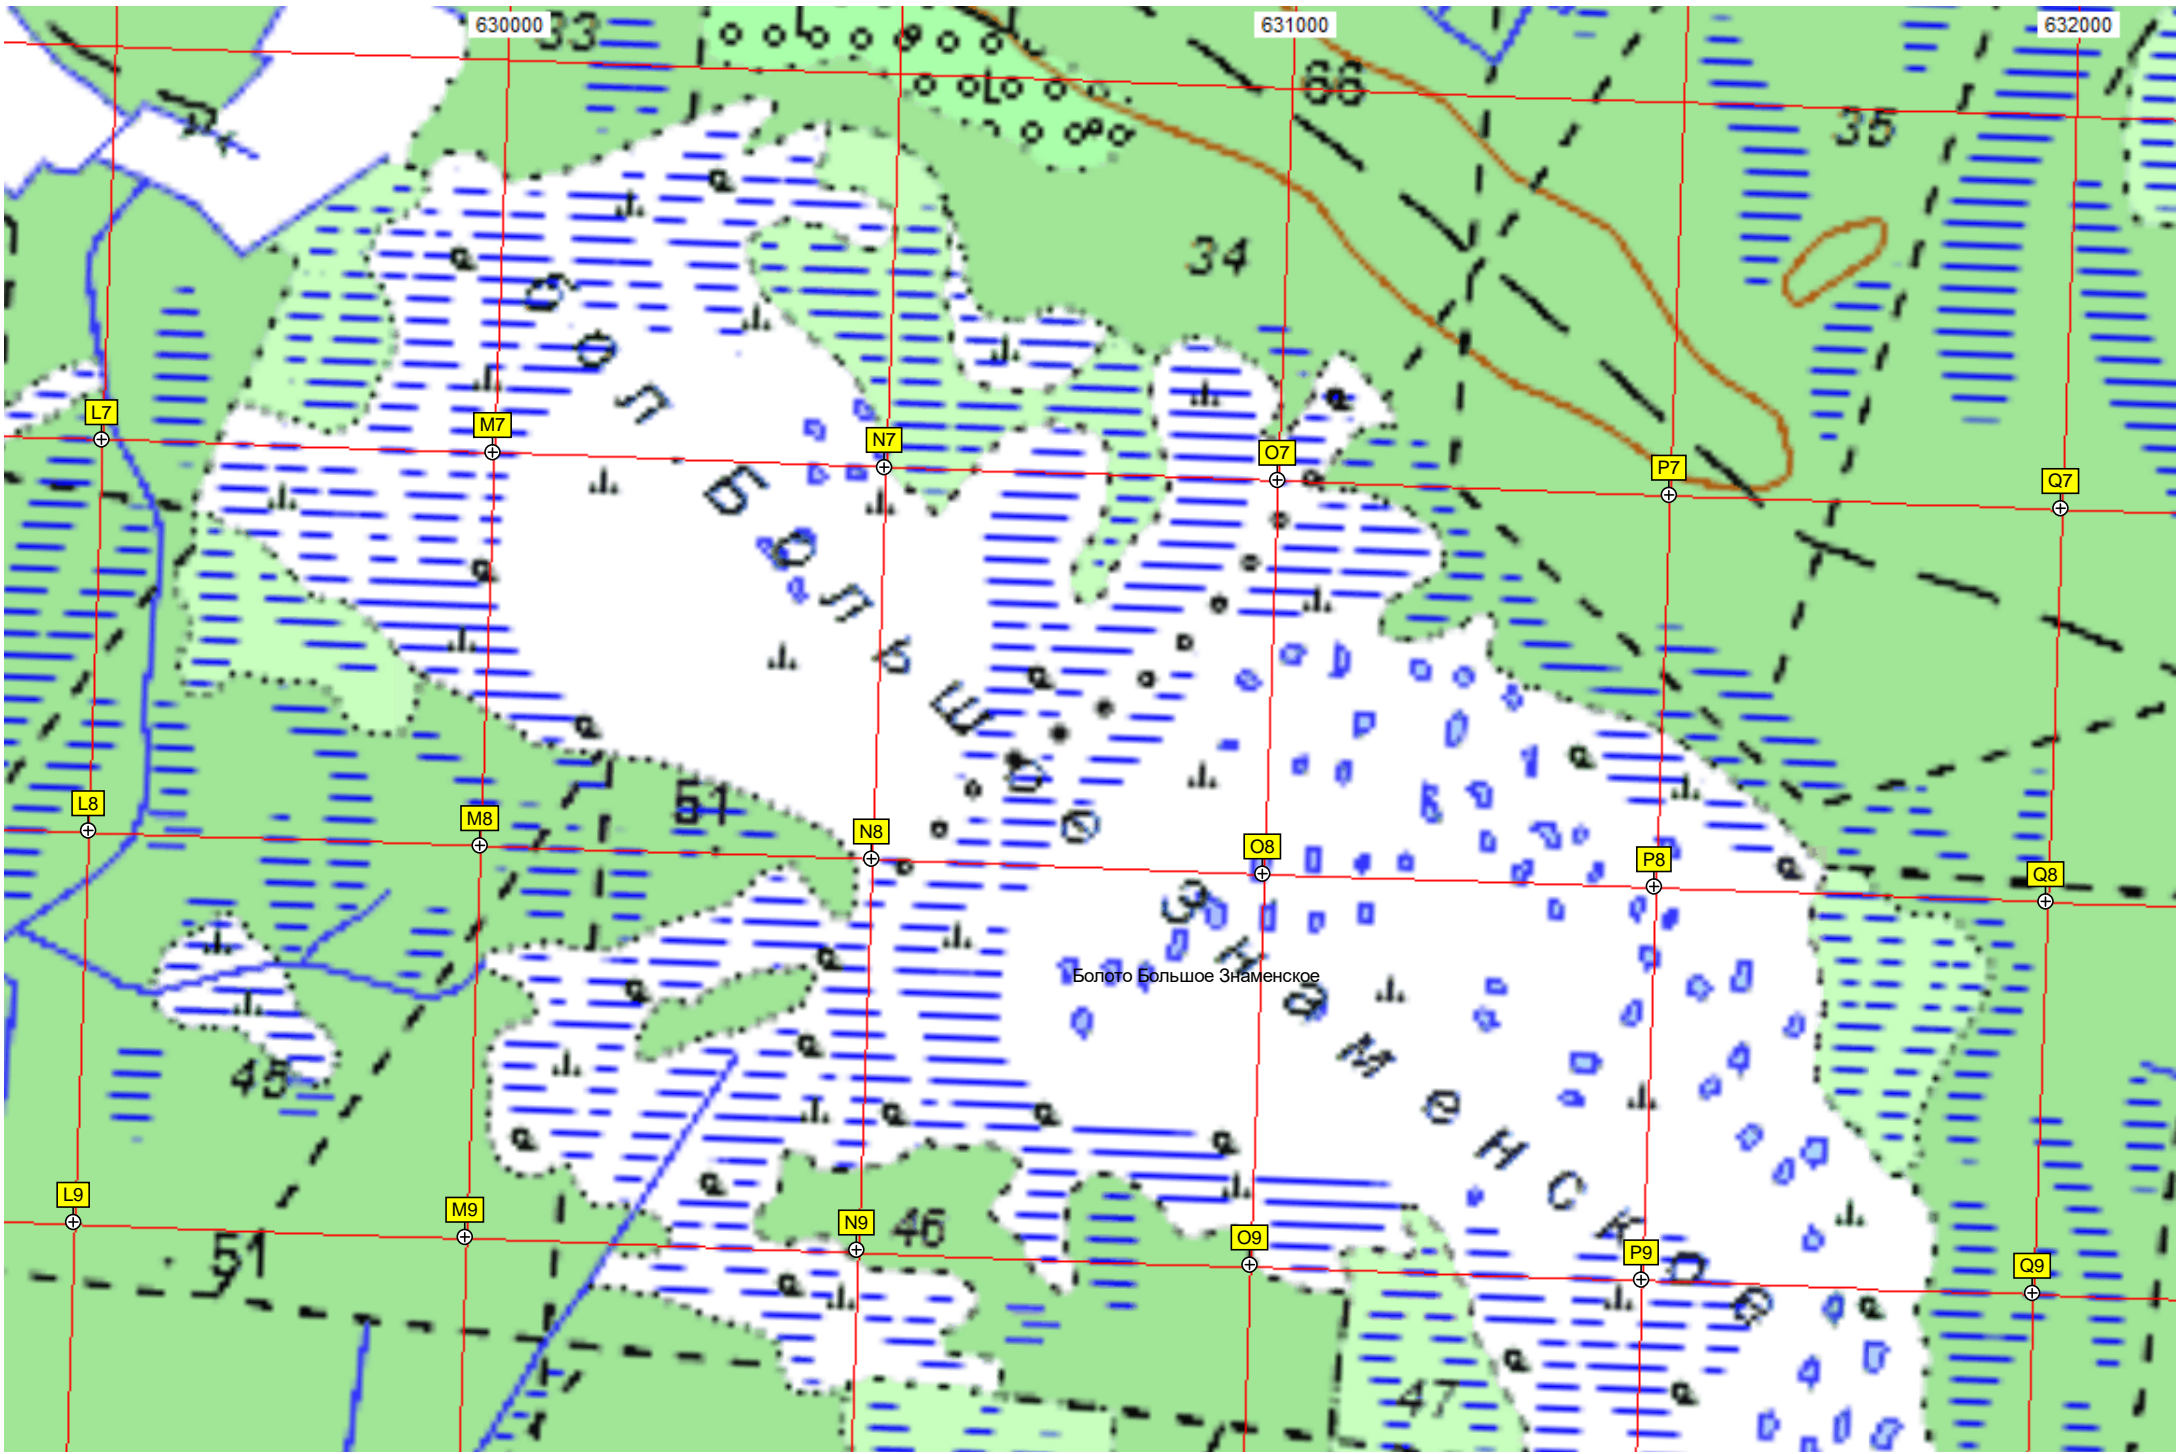 630000
631000
632000
33
66
35
34
L7
M7
N7
O7
P7
Q7
бол. Большое Знаменское
51
L8
M8
N8
O8
P8
Q8
Болото Большое Знаменское
45
L9
M9
N9
O9
P9
Q9
46
51
47